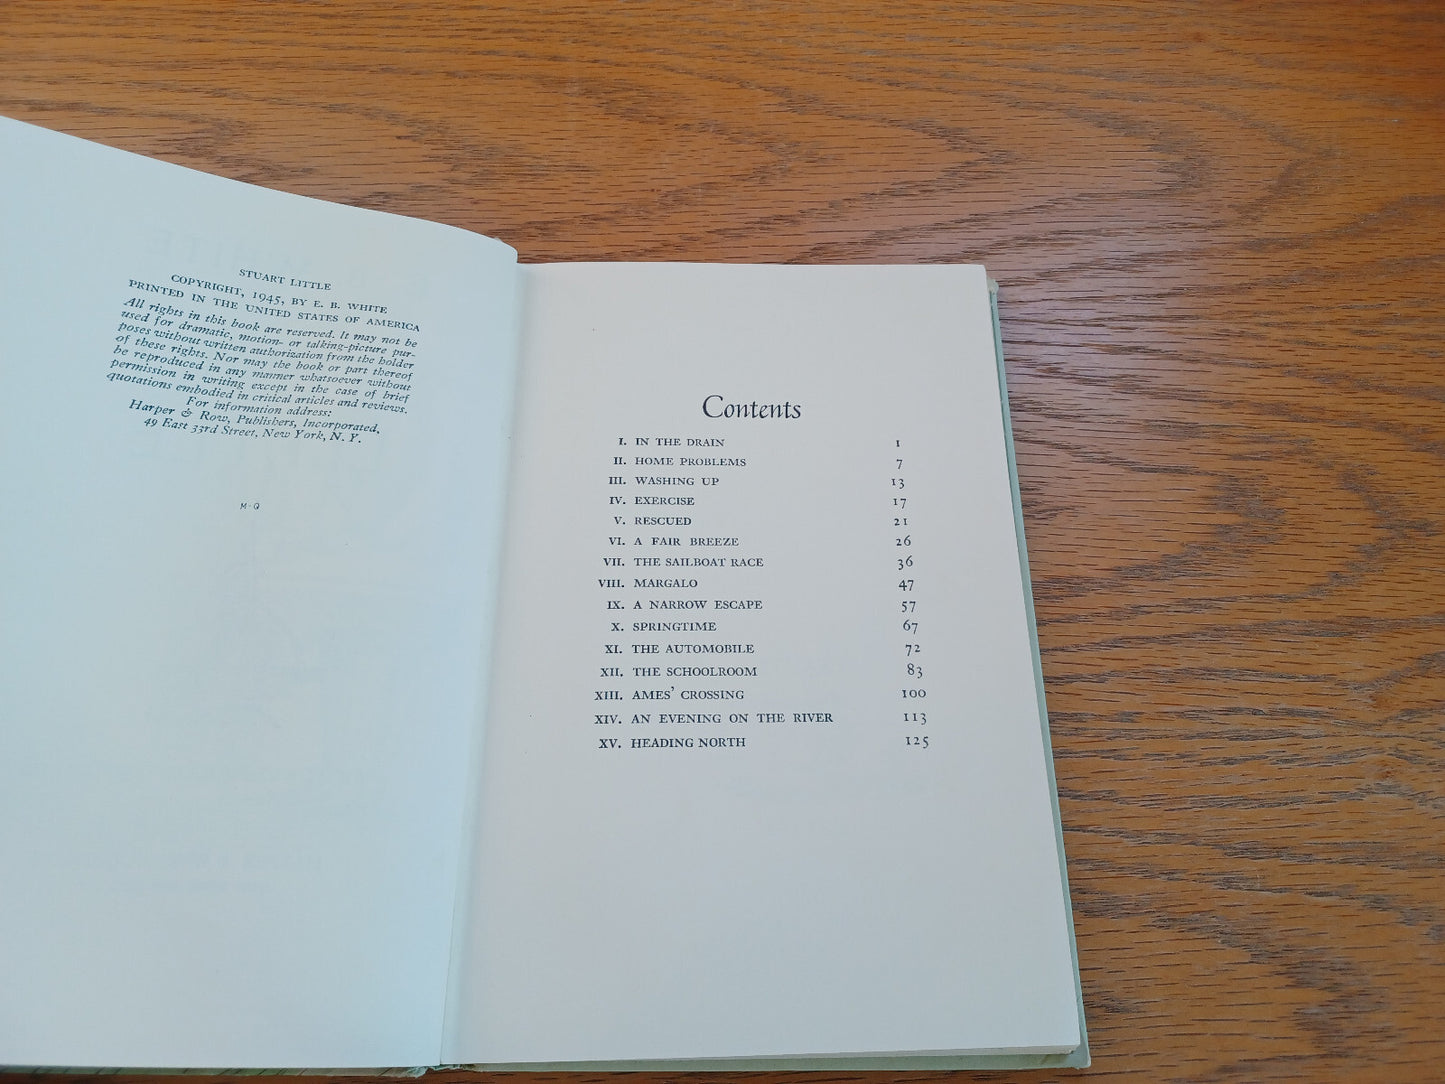 STUART LITTLE
COPYRIGHT, 1945, BY E. B. WHITE
PRINTED IN THE UNITED STATES OF AMERICA
All rights in this book are reserved. It may not be
used for dramatic, motion- or talking-picture pur-
poses without written authorization from the holder
of these rights. Nor may the book or part thereof
be reproduced in any manner whatsoever without
permission in writing except in the case of brief
quotations embodied in critical articles and reviews.
For information address:
Harper & Row, Publishers, Incorporated,
49 East 33rd Street, New York, N. Y.
M-Q
Contents
I. IN THE DRAIN 1
II. HOME PROBLEMS 7
III. WASHING UP 13
IV. EXERCISE 17
V. RESCUED 21
VI. A FAIR BREEZE 26
VII. THE SAILBOAT RACE 36
VIII. MARGALO 47
IX. A NARROW ESCAPE 57
X. SPRINGTIME 67
XI. THE AUTOMOBILE 72
XII. THE SCHOOLROOM 83
XIII. AMES' CROSSING 100
XIV. AN EVENING ON THE RIVER 113
XV. HEADING NORTH 125